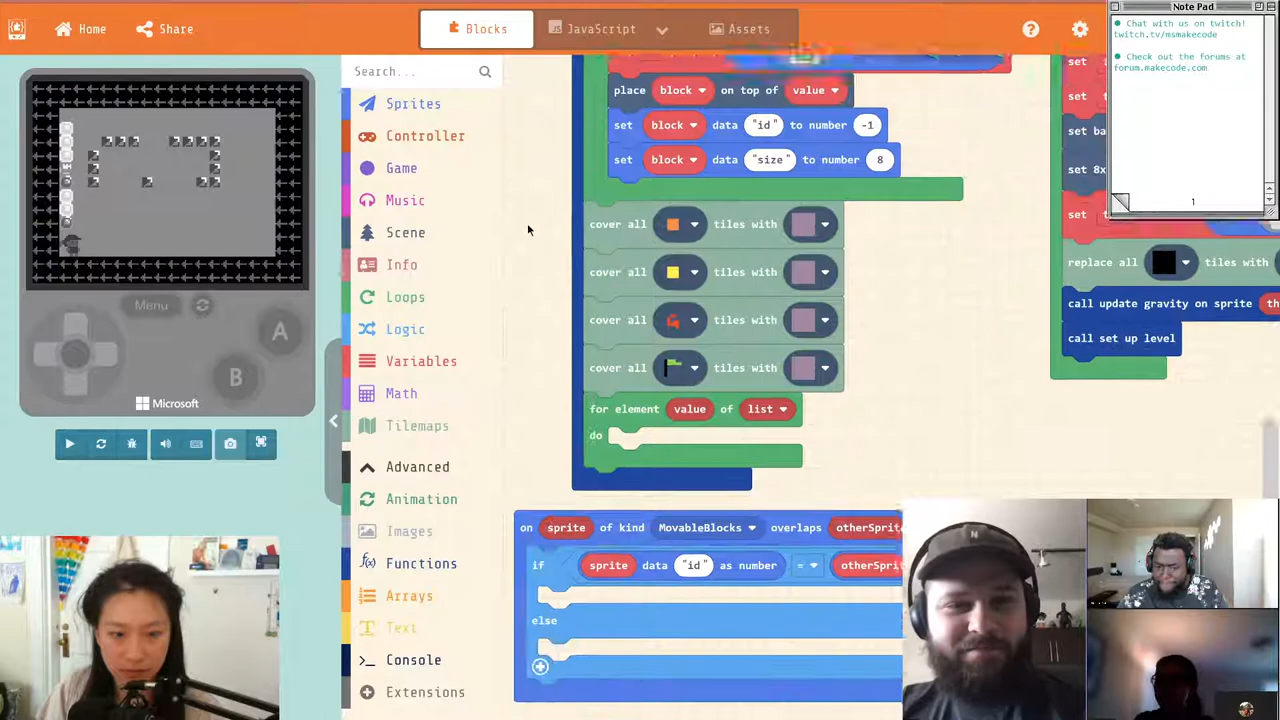 Home
Share
Blocks
JavaScript
Assets
Note Pad
Chat with us on twitch!
twitch.tv/msmakecode
Check out the forums at
forum.makecode.com
1
Menu
A
B
Microsoft
Search...
Sprites
Controller
Game
Music
Scene
Info
Loops
Logic
Variables
Math
Tilemaps
Advanced
Animation
Images
Functions
Arrays
Text
Console
Extensions
place block on top of value
set block data "id" to number -1
set block data "size" to number 8
cover all tiles with
cover all tiles with
cover all tiles with
cover all tiles with
for element value of list
do
on sprite of kind MovableBlocks overlaps otherSprit
if sprite data "id" as number = otherSpri
else
set
set
set ba
set 8x
set
replace all tiles with
call update gravity on sprite th
call set up level
N